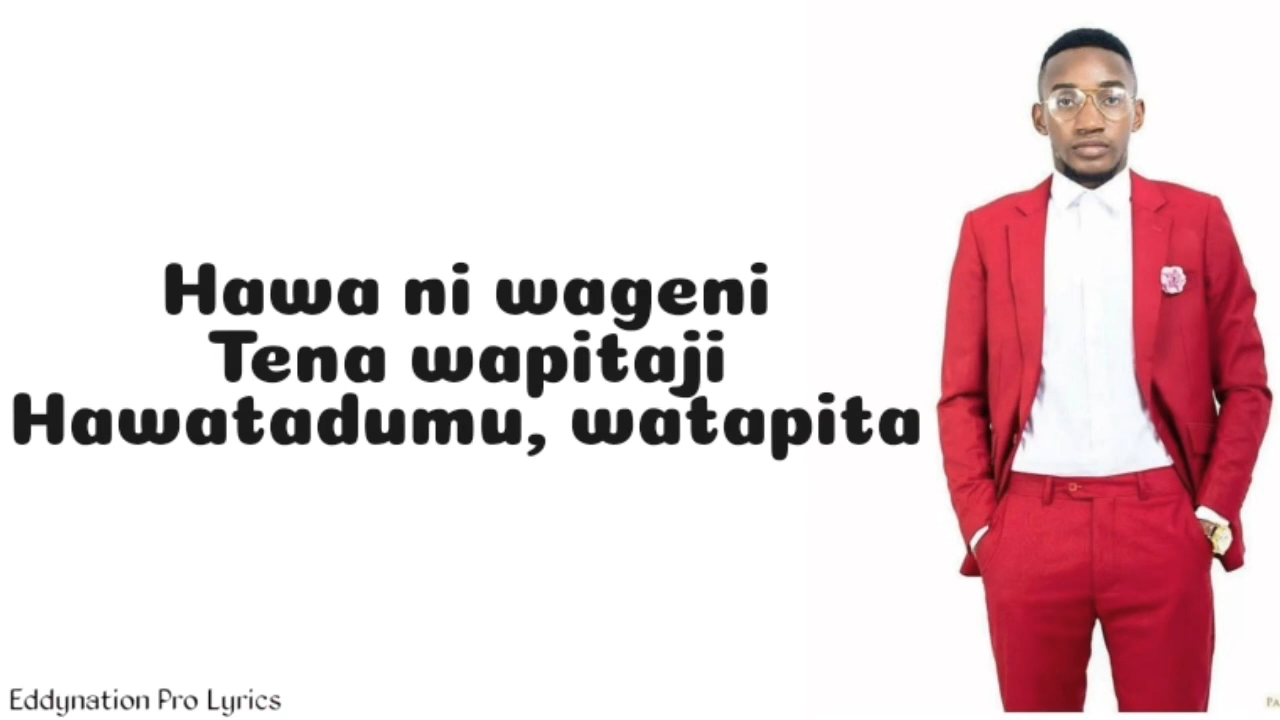 Hawa ni wageni
Tena wapitaji
Hawatadumu, watapita
Eddynation Pro Lyrics